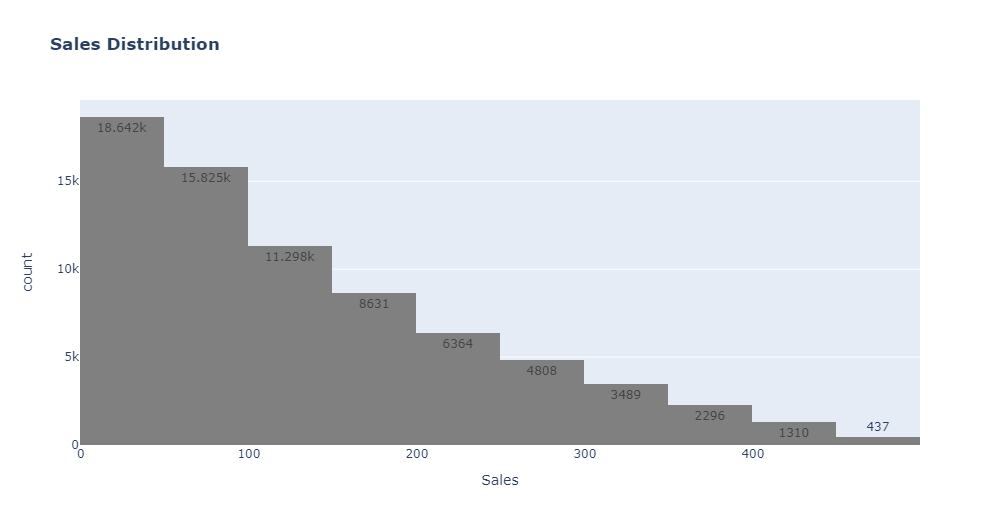 Sales Distribution
18.642k
15.825k
15k
11.298k
10k
8631
6364
5k
4808
3489
2296
1310
437
0
0
100
200
300
400
count
Sales